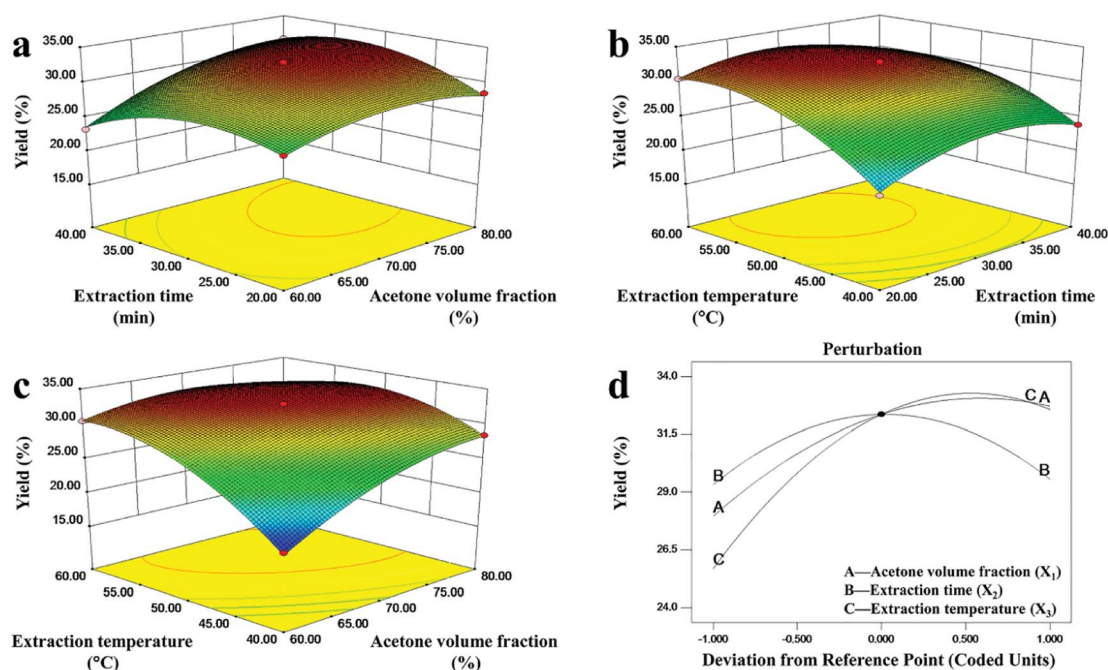 a
35.00
30.00
25.00
20.00
15.00
Yield (%)
40.00
35.00
30.00
25.00
20.00
60.00
65.00
70.00
75.00
80.00
Extraction time
(min)
Acetone volume fraction
(%)
b
35.00
30.00
25.00
20.00
15.00
Yield (%)
60.00
55.00
50.00
45.00
40.00
20.00
25.00
30.00
35.00
40.00
Extraction temperature
(°C)
Extraction time
(min)
c
35.00
30.00
25.00
20.00
15.00
Yield (%)
60.00
55.00
50.00
45.00
40.00
60.00
65.00
70.00
75.00
80.00
Extraction temperature
(°C)
Acetone volume fraction
(%)
d
Perturbation
34.0
31.5
29.0
26.5
24.0
Yield (%)
C A
B
B
A
C
A—Acetone volume fraction (X₁)
B—Extraction time (X₂)
C—Extraction temperature (X₃)
-1.000
-0.500
0.000
0.500
1.000
Deviation from Reference Point (Coded Units)